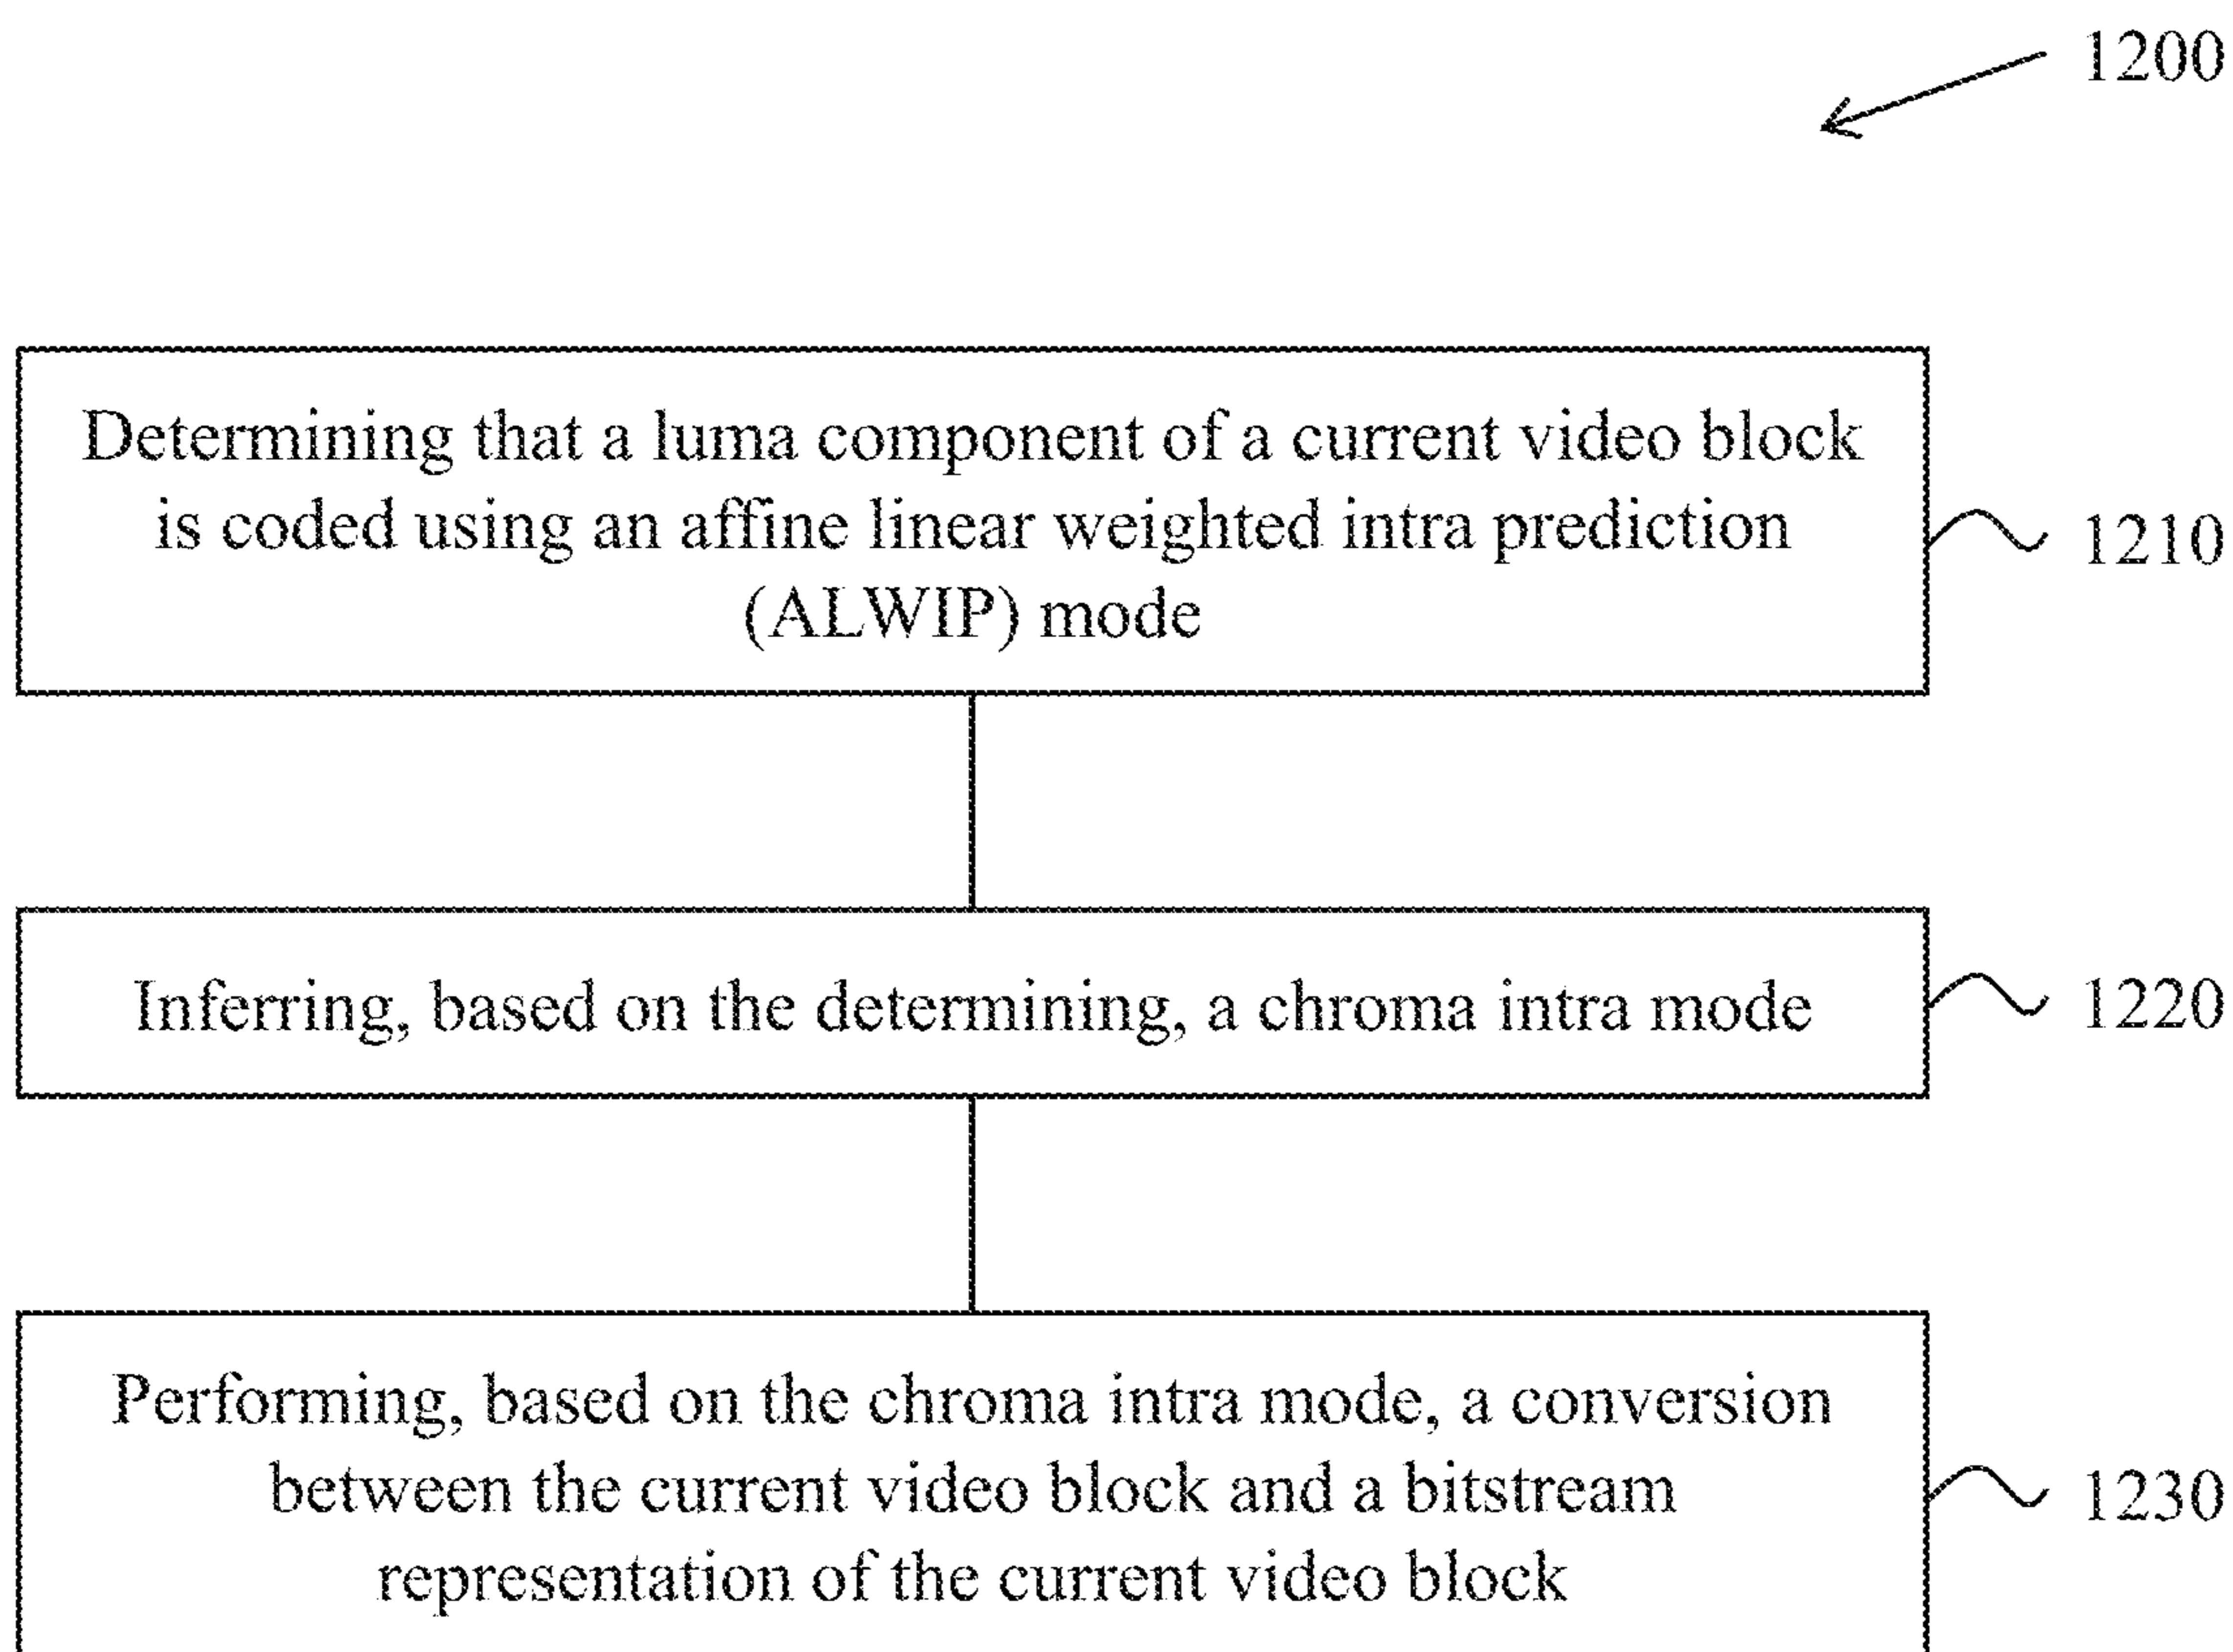 1200
Determining that a luma component of a current video block
is coded using an affine linear weighted intra prediction
(ALWIP) mode
1210
Inferring, based on the determining, a chroma intra mode
1220
Performing, based on the chroma intra mode, a conversion
between the current video block and a bitstream
representation of the current video block
1230